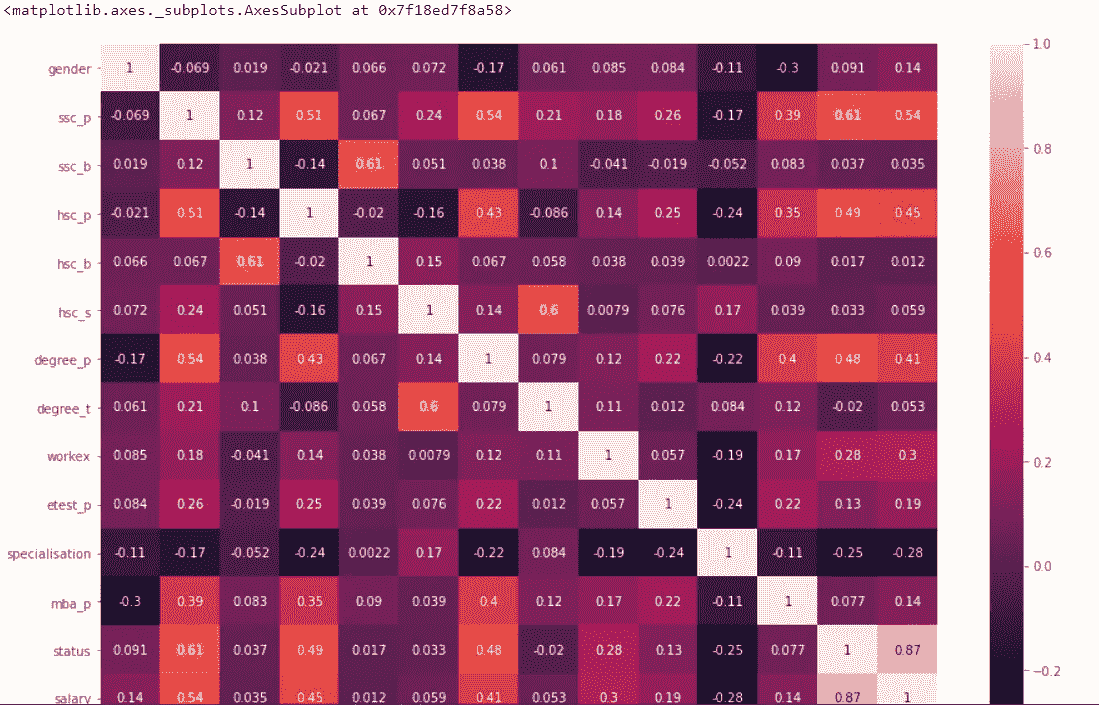 <matplotlib.axes._subplots.AxesSubplot at 0x7f18ed7f8a58>
1.0
gender 1 -0.069 0.019 -0.021 0.066 0.072 -0.17 0.061 0.085 0.084 -0.11 -0.3 0.091 0.14
ssc_p -0.069 1 0.12 0.51 0.067 0.24 0.54 0.21 0.18 0.26 -0.17 0.39 0.61 0.54
0.8
ssc_b 0.019 0.12 1 -0.14 0.61 0.051 0.038 0.1 -0.041 -0.019 -0.052 0.083 0.037 0.035
hsc_p -0.021 0.51 -0.14 1 -0.02 -0.16 0.43 -0.086 0.14 0.25 -0.24 0.35 0.49 0.45
0.6
hsc_b 0.066 0.067 0.61 -0.02 1 0.15 0.067 0.058 0.038 0.039 0.0022 0.09 0.017 0.012
hsc_s 0.072 0.24 0.051 -0.16 0.15 1 0.14 0.6 0.0079 0.076 0.17 0.039 0.033 0.059
degree_p -0.17 0.54 0.038 0.43 0.067 0.14 1 0.079 0.12 0.22 -0.22 0.4 0.48 0.41
0.4
degree_t 0.061 0.21 0.1 -0.086 0.058 0.6 0.079 1 0.11 0.012 0.084 0.12 -0.02 0.053
workex 0.085 0.18 -0.041 0.14 0.038 0.0079 0.12 0.11 1 0.057 -0.19 0.17 0.28 0.3
0.2
etest_p 0.084 0.26 -0.019 0.25 0.039 0.076 0.22 0.012 0.057 1 -0.24 0.22 0.13 0.19
specialisation -0.11 -0.17 -0.052 -0.24 0.0022 0.17 -0.22 0.084 -0.19 -0.24 1 -0.11 -0.25 -0.28
0.0
mba_p -0.3 0.39 0.083 0.35 0.09 0.039 0.4 0.12 0.17 0.22 -0.11 1 0.077 0.14
status 0.091 0.61 0.037 0.49 0.017 0.033 0.48 -0.02 0.28 0.13 -0.25 0.077 1 0.87
-0.2
salary 0.14 0.54 0.035 0.45 0.012 0.059 0.41 0.053 0.3 0.19 -0.28 0.14 0.87 1